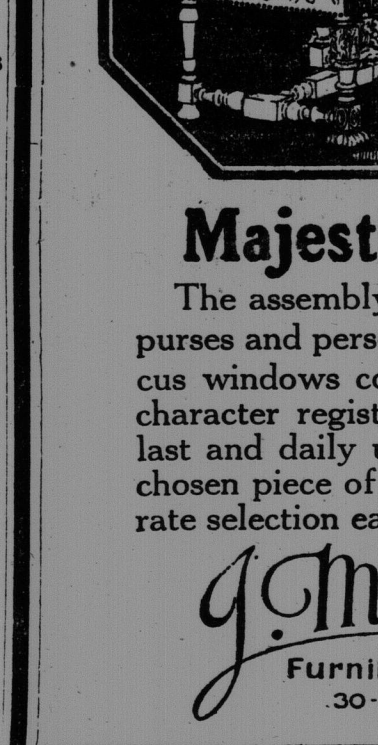 Majest
The assembly
purses and pers
cus windows co
character regist
last and daily u
chosen piece of
rate selection ea
J. M
Furni
30-